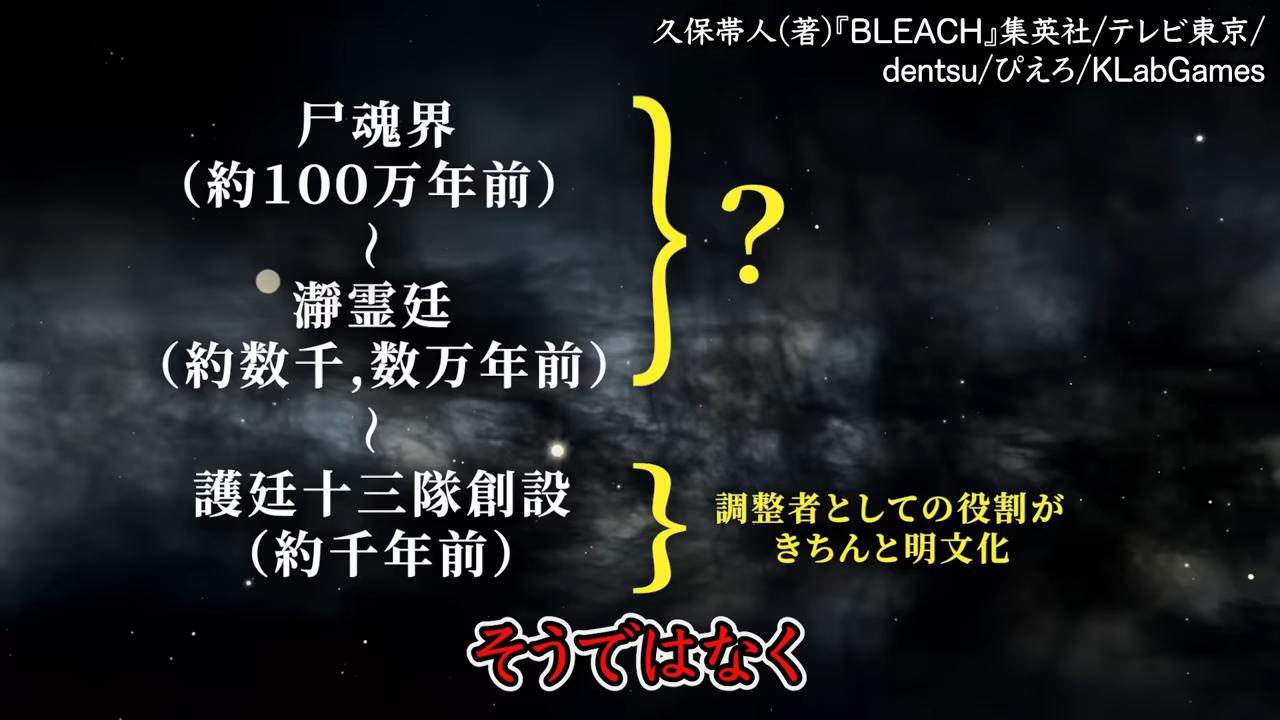 久保帯人(著)『BLEACH』集英社/テレビ東京/
dentsu/ぴえろ/KLabGames
尸魂界
（約100万年前）
〜
瀞霊廷
（約数千,数万年前）
？
〜
護廷十三隊創設
（約千年前）
調整者としての役割が
きちんと明文化
そうではなく